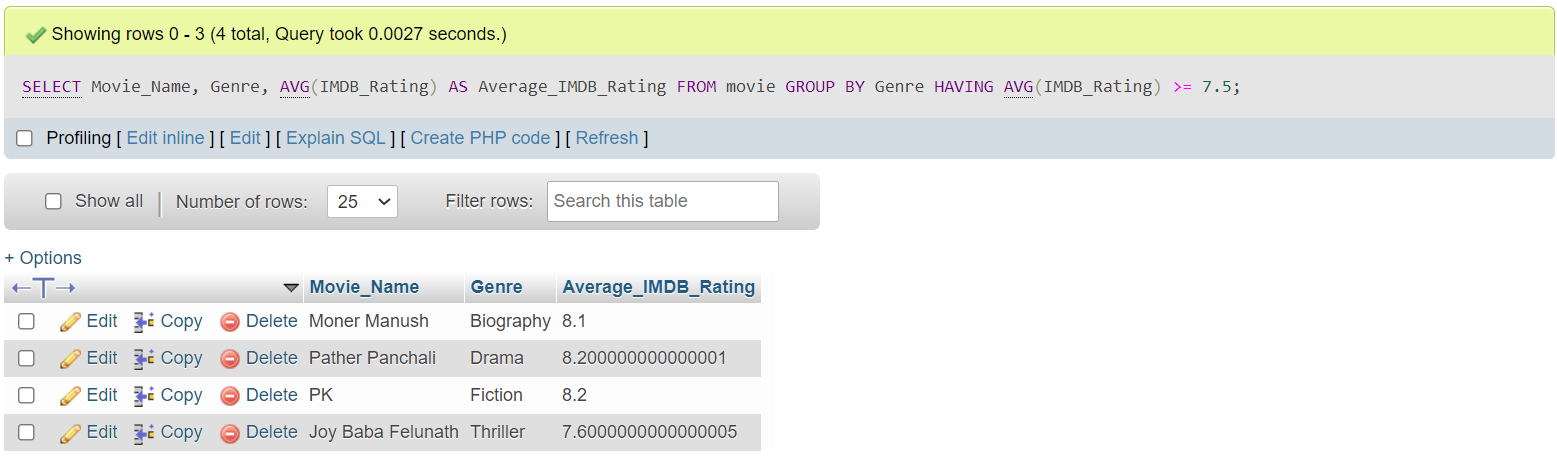 Showing rows 0 - 3 (4 total, Query took 0.0027 seconds.)
SELECT Movie_Name, Genre, AVG(IMDB_Rating) AS Average_IMDB_Rating FROM movie GROUP BY Genre HAVING AVG(IMDB_Rating) >= 7.5;
Profiling [ Edit inline ] [ Edit ] [ Explain SQL ] [ Create PHP code ] [ Refresh ]
Show all | Number of rows: 25 Filter rows: Search this table
+ Options
←T→ Movie_Name Genre Average_IMDB_Rating
Edit Copy Delete Moner Manush Biography 8.1
Edit Copy Delete Pather Panchali Drama 8.200000000000001
Edit Copy Delete PK Fiction 8.2
Edit Copy Delete Joy Baba Felunath Thriller 7.6000000000000005